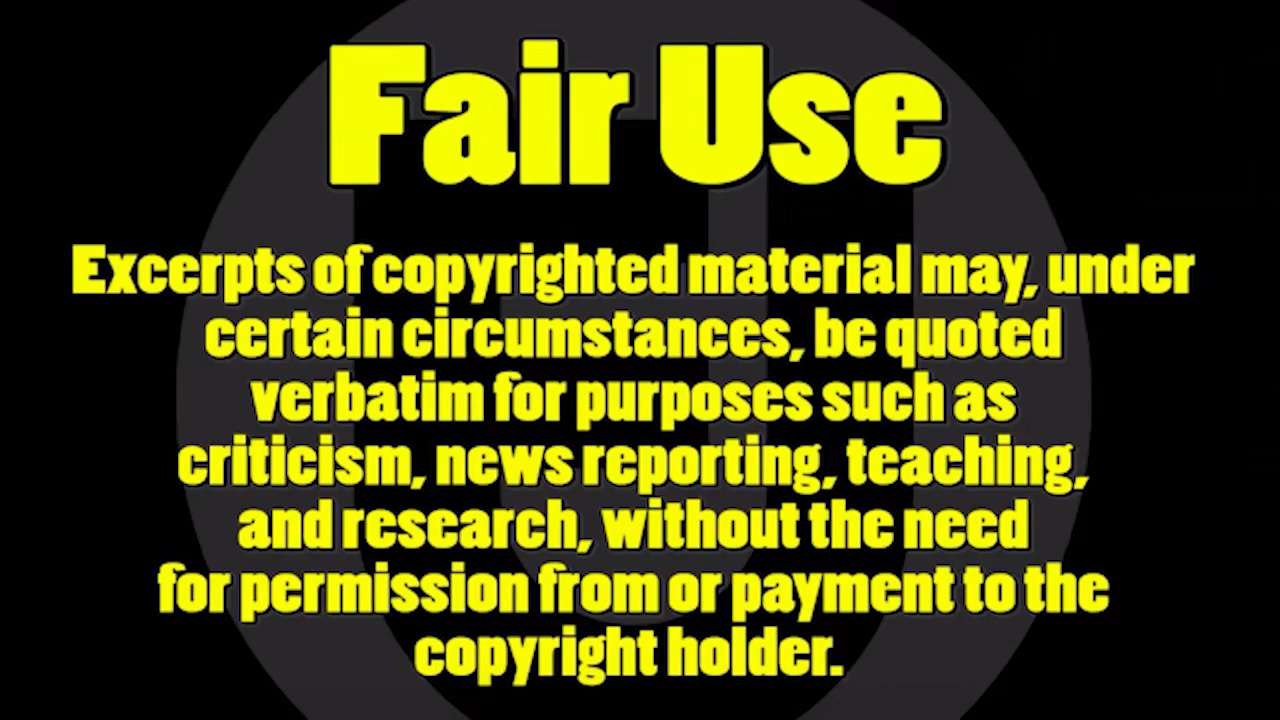 Fair Use
Excerpts of copyrighted material may, under
certain circumstances, be quoted
verbatim for purposes such as
criticism, news reporting, teaching,
and research, without the need
for permission from or payment to the
copyright holder.